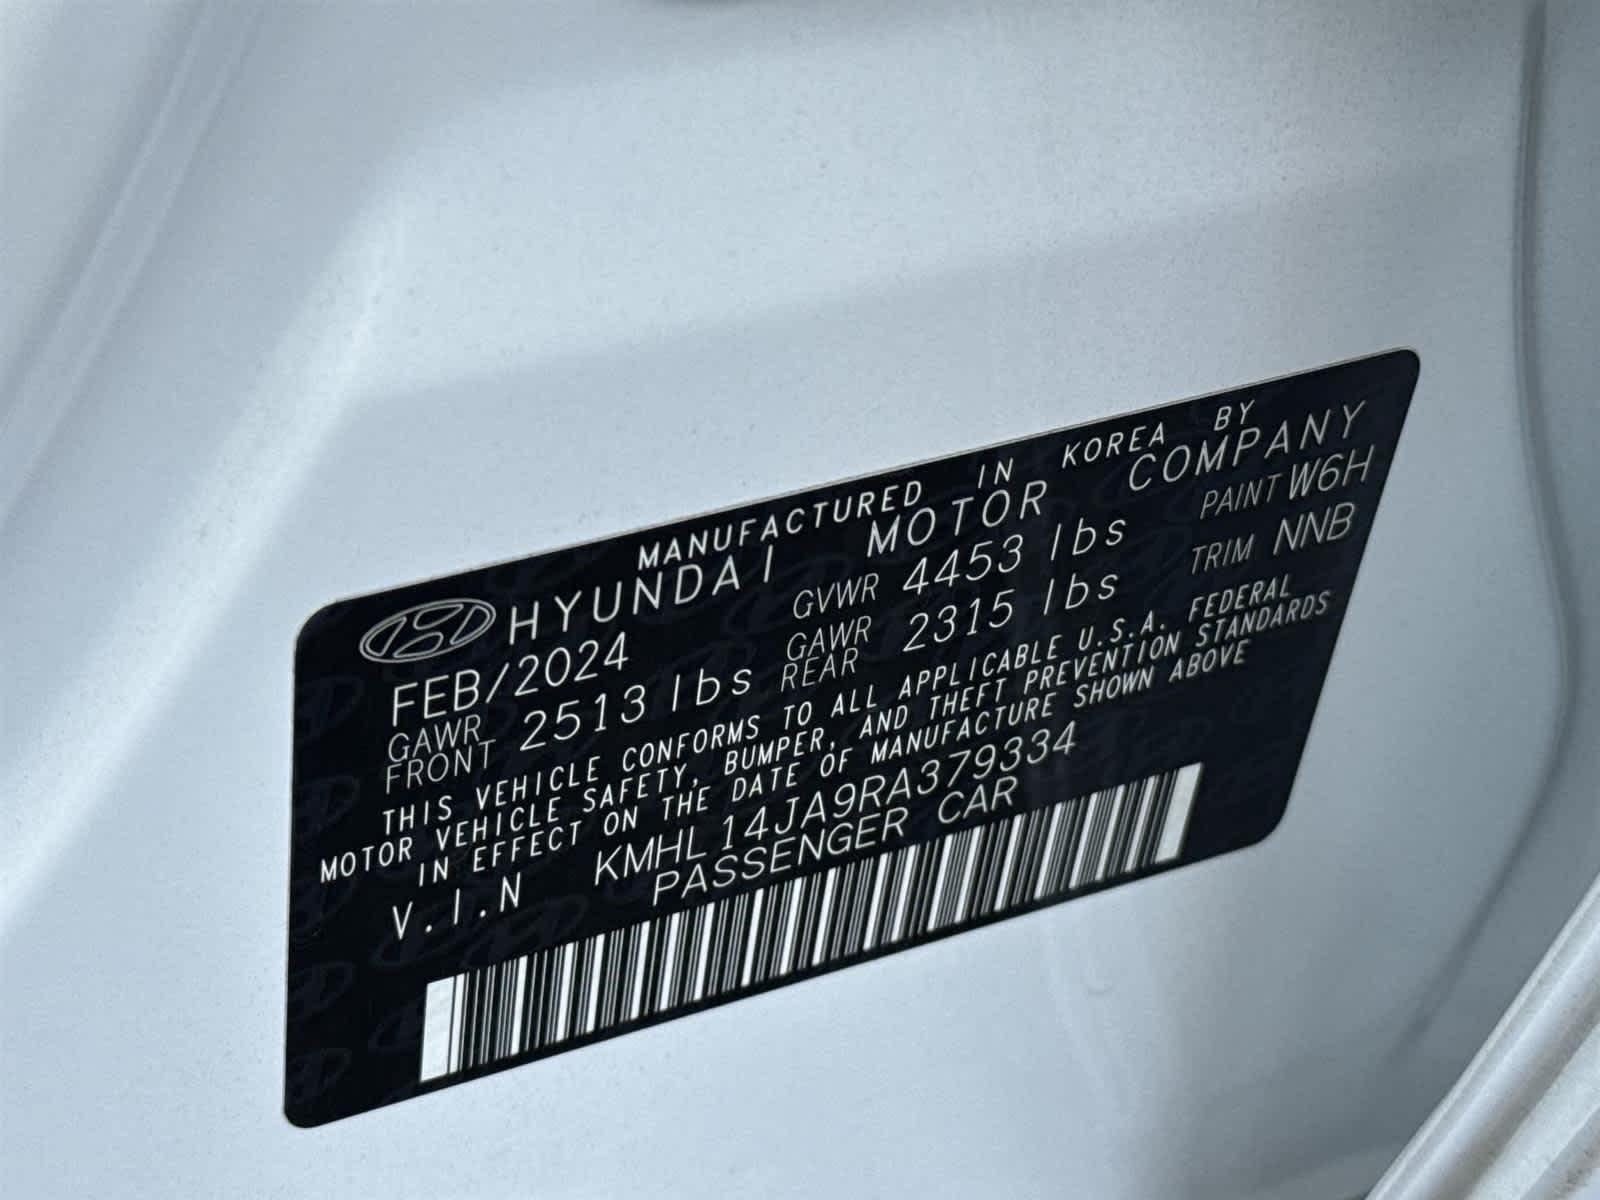 MANUFACTURED IN KOREA BY
HYUNDAI MOTOR COMPANY
FEB/2024 GVWR 4453 lbs PAINT W6H
GAWR FRONT 2513 lbs GAWR REAR 2315 lbs TRIM NNB
THIS VEHICLE CONFORMS TO ALL APPLICABLE U.S.A. FEDERAL
MOTOR VEHICLE SAFETY, BUMPER, AND THEFT PREVENTION STANDARDS
IN EFFECT ON THE DATE OF MANUFACTURE SHOWN ABOVE
V.I.N KMHL14JA9RA379334
PASSENGER CAR